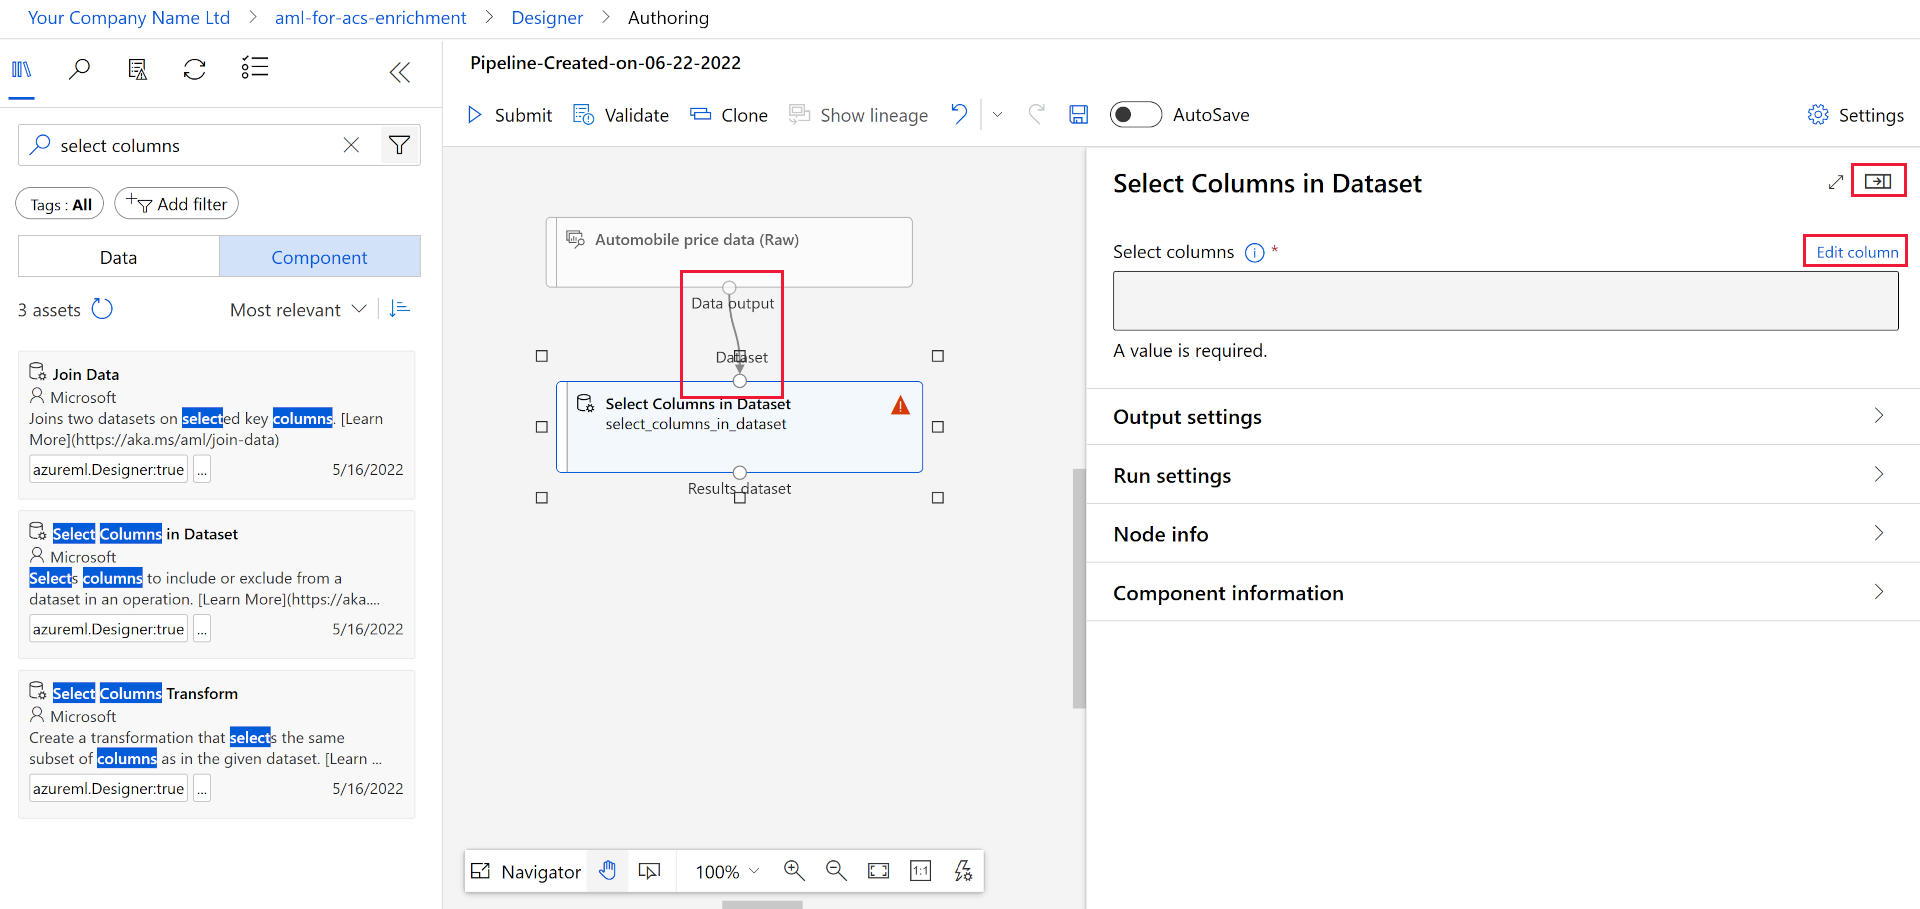 Your Company Name Ltd > aml-for-acs-enrichment > Designer > Authoring
Pipeline-Created-on-06-22-2022
Submit Validate Clone Show lineage AutoSave Settings
select columns
Tags : All Add filter
Data Component
3 assets Most relevant
Join Data
Microsoft
Joins two datasets on selected key columns. [Learn
More](https://aka.ms/aml/join-data)
azureml.Designer:true ... 5/16/2022
Select Columns in Dataset
Microsoft
Selects columns to include or exclude from a
dataset in an operation. [Learn More](https://aka....
azureml.Designer:true ... 5/16/2022
Select Columns Transform
Microsoft
Create a transformation that selects the same
subset of columns as in the given dataset. [Learn ...
azureml.Designer:true ... 5/16/2022
Automobile price data (Raw)
Data output
Dataset
Select Columns in Dataset
select_columns_in_dataset
Results dataset
Navigator 100% 1:1
Select Columns in Dataset
Select columns * Edit column
A value is required.
Output settings
Run settings
Node info
Component information